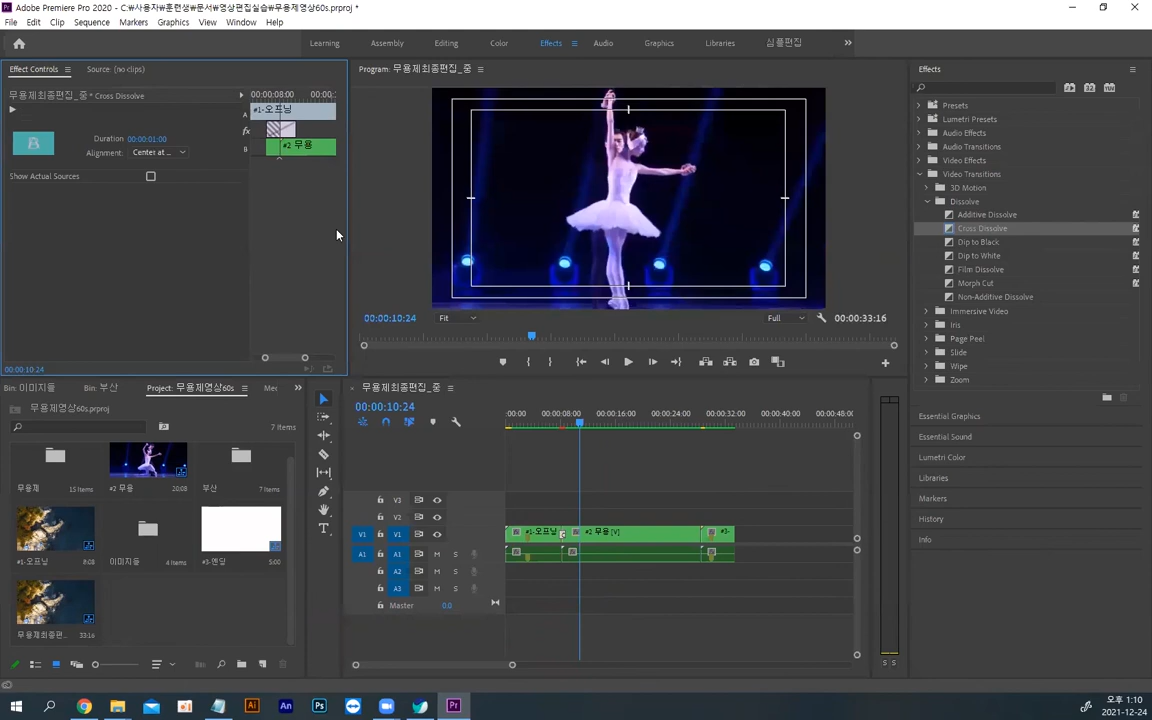 Adobe Premiere Pro 2020 - C:₩사용자₩훈련생₩문서₩영상편집실습₩무용제영상60s.prproj *
File Edit Clip Sequence Markers Graphics View Window Help
Learning Assembly Editing Color Effects Audio Graphics Libraries 심플편집
Effect Controls Source: (no clips)
Program: 무용제최종편집_중
Effects
무용제최종편집_중 * Cross Dissolve
00:00:08:00 00:00:
A #1-오프닝
fx
B #2 무용
Duration 00:00:01:00
Alignment: Center at ...
Show Actual Sources
00:00:10:24
00:00:10:24 Fit Full 00:00:33:16
Presets
Lumetri Presets
Audio Effects
Audio Transitions
Video Effects
Video Transitions
3D Motion
Dissolve
Additive Dissolve
Cross Dissolve
Dip to Black
Dip to White
Film Dissolve
Morph Cut
Non-Additive Dissolve
Immersive Video
Iris
Page Peel
Slide
Wipe
Zoom
Essential Graphics
Essential Sound
Lumetri Color
Libraries
Markers
History
Info
Bin: 이미지들 Bin: 부산 Project: 무용제영상60s Mec
무용제영상60s.prproj
7 Items
무용제 15 Items
#2 무용 20:08
부산 7 Items
#1-오프닝 8:08
이미지들 4 Items
#3-엔딩 5:00
무용제최종편... 33:16
무용제최종편집_중
00:00:10:24
:00:00 00:00:08:00 00:00:16:00 00:00:24:00 00:00:32:00 00:00:40:00 00:00:48:0
V3
V2
V1 V1 #1-오프닝 #2 무용 [V] #3-
A1 A1 M S
A2 M S
A3 M S
Master 0.0
S S
Ai An Ps Pr
오후 1:10
2021-12-24